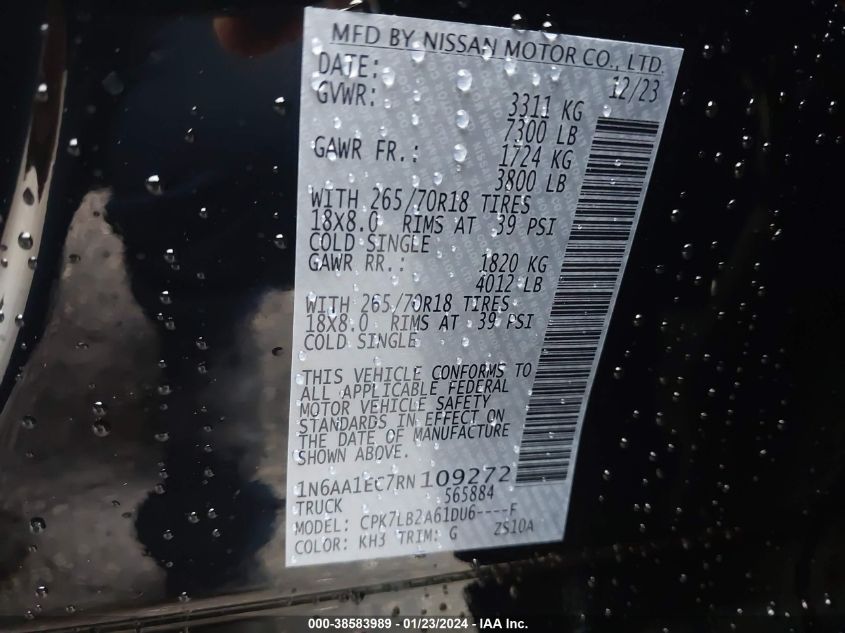 MFD BY NISSAN MOTOR CO., LTD.
DATE: 12/23
GVWR: 3311 KG
7300 LB
GAWR FR.: 1724 KG
3800 LB
WITH 265/70R18 TIRES
18X8.0 RIMS AT 39 PSI
COLD SINGLE
GAWR RR.: 1820 KG
4012 LB
WITH 265/70R18 TIRES
18X8.0 RIMS AT 39 PSI
COLD SINGLE
THIS VEHICLE CONFORMS TO
ALL APPLICABLE FEDERAL
MOTOR VEHICLE SAFETY
STANDARDS IN EFFECT ON
THE DATE OF MANUFACTURE
SHOWN ABOVE.
1N6AA1EC7RN109272
TRUCK 565884
MODEL: CPK7LB2A61DU6----F
COLOR: KH3 TRIM: G ZS10A
000-38583989 - 01/23/2024 - IAA Inc.